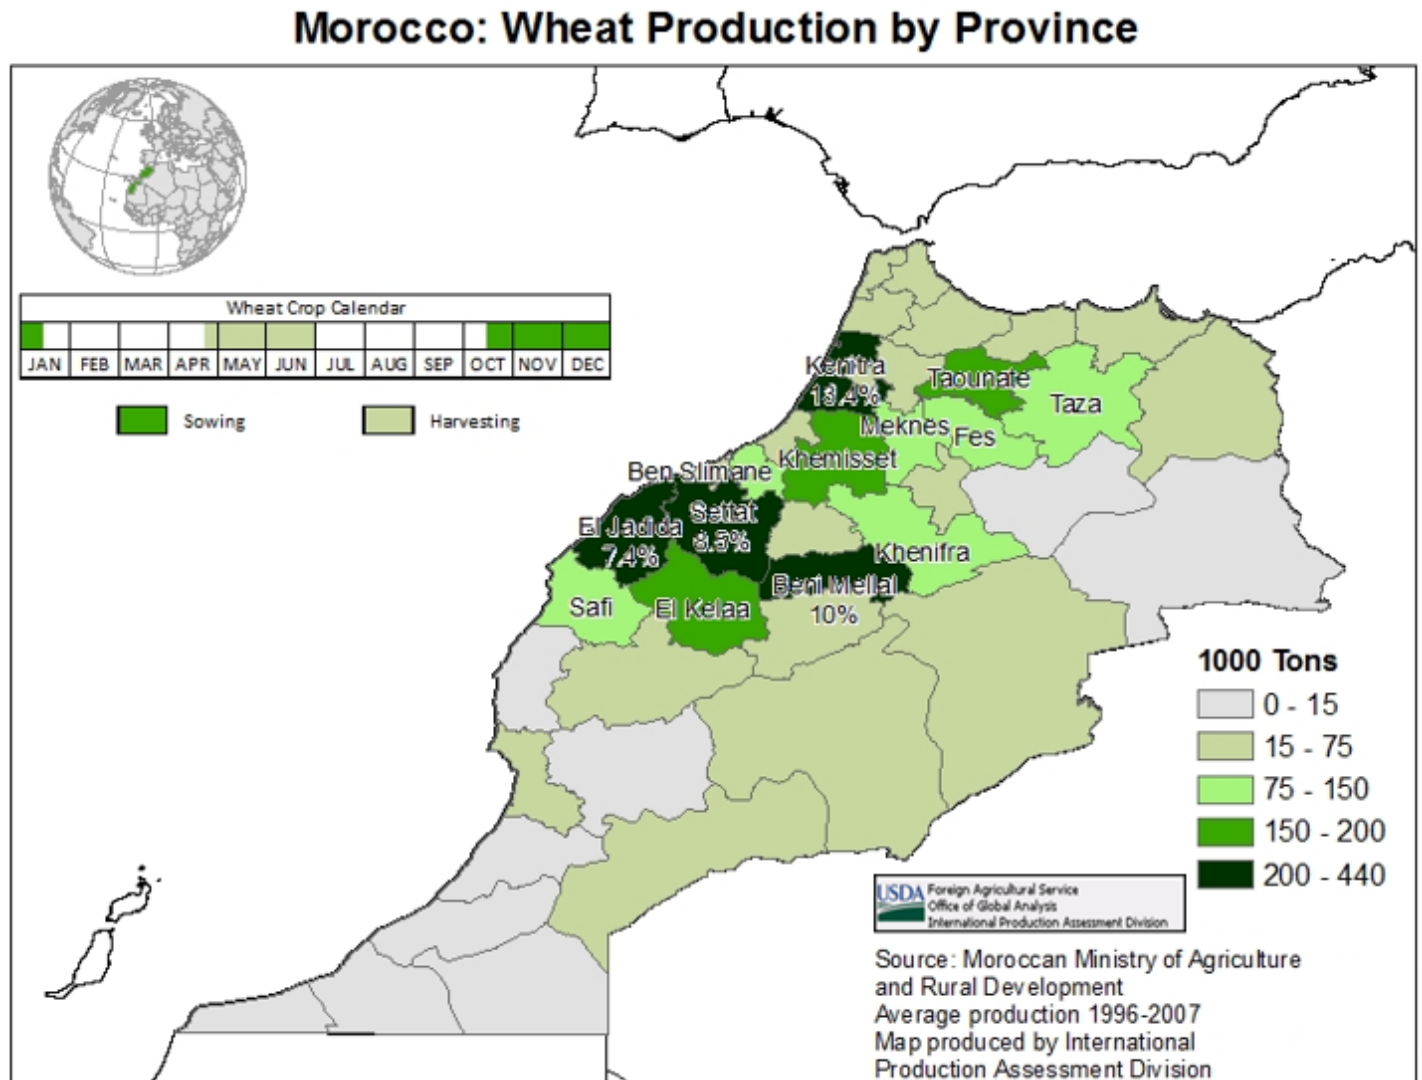 Morocco: Wheat Production by Province
Wheat Crop Calendar
JAN FEB MAR APR MAY JUN JUL AUG SEP OCT NOV DEC
Sowing
Harvesting
Kenitra
13.4%
Taounate
Taza
Meknes
Fes
Khemisset
Ben Slimane
Settat
8.5%
El Jadida
7.4%
Khenifra
Beni Mellal
10%
Safi
El Kelaa
1000 Tons
0 - 15
15 - 75
75 - 150
150 - 200
200 - 440
USDA
Foreign Agricultural Service
Office of Global Analysis
International Production Assessment Division
Source: Moroccan Ministry of Agriculture
and Rural Development
Average production 1996-2007
Map produced by International
Production Assessment Division